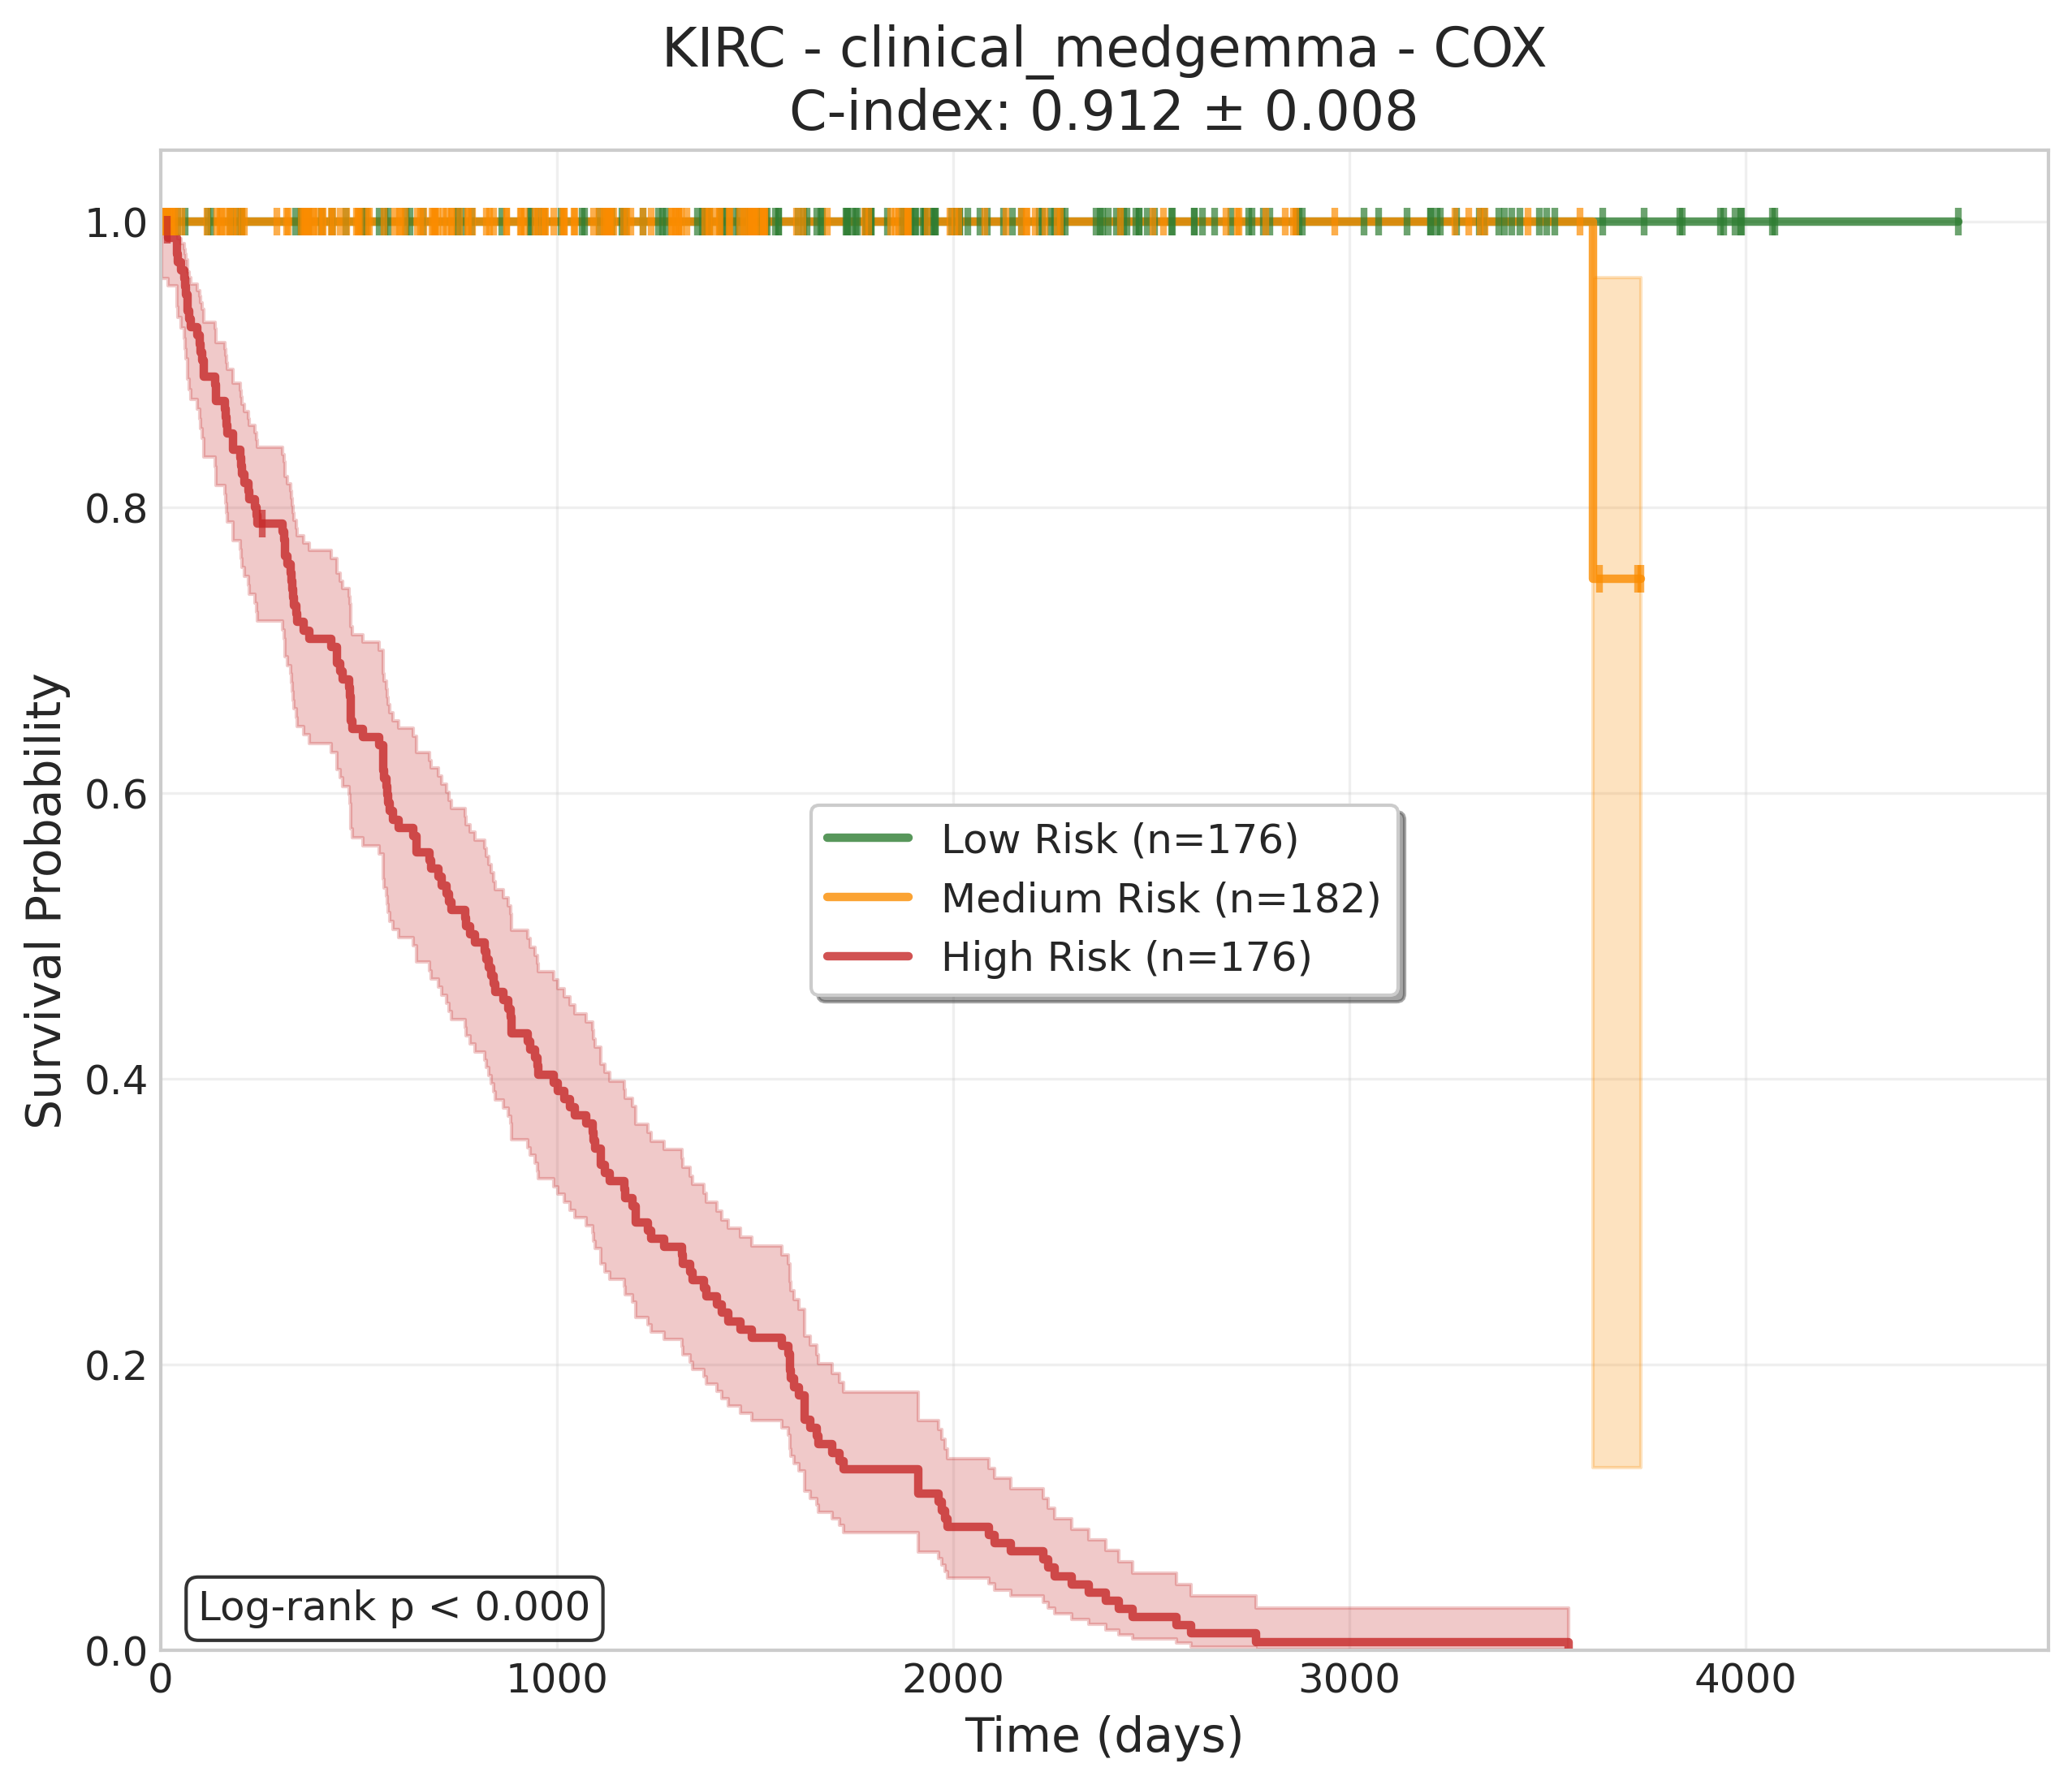 KIRC - clinical_medgemma - COX
C-index: 0.912 ± 0.008
Survival Probability
1.0
0.8
0.6
0.4
0.2
0.0
Low Risk (n=176)
Medium Risk (n=182)
High Risk (n=176)
Log-rank p < 0.000
0
1000
2000
3000
4000
Time (days)